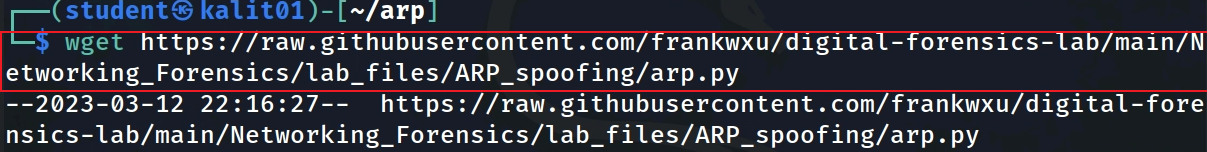 ┌──(student㉿kalit01)-[~/arp]
└─$ wget https://raw.githubusercontent.com/frankwxu/digital-forensics-lab/main/N
etworking_Forensics/lab_files/ARP_spoofing/arp.py
--2023-03-12 22:16:27--  https://raw.githubusercontent.com/frankwxu/digital-fore
nsics-lab/main/Networking_Forensics/lab_files/ARP_spoofing/arp.py